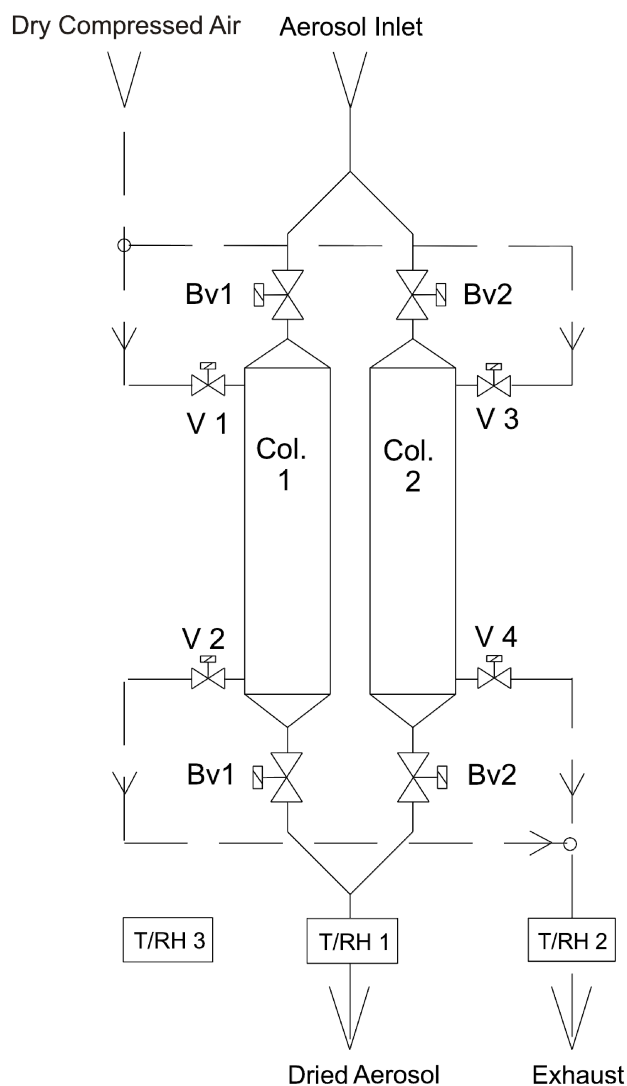 Dry Compressed Air
Aerosol Inlet
Bv1
Bv2
V 1
V 3
Col.
1
Col.
2
V 2
V 4
Bv1
Bv2
T/RH 3
T/RH 1
T/RH 2
Dried Aerosol
Exhaust